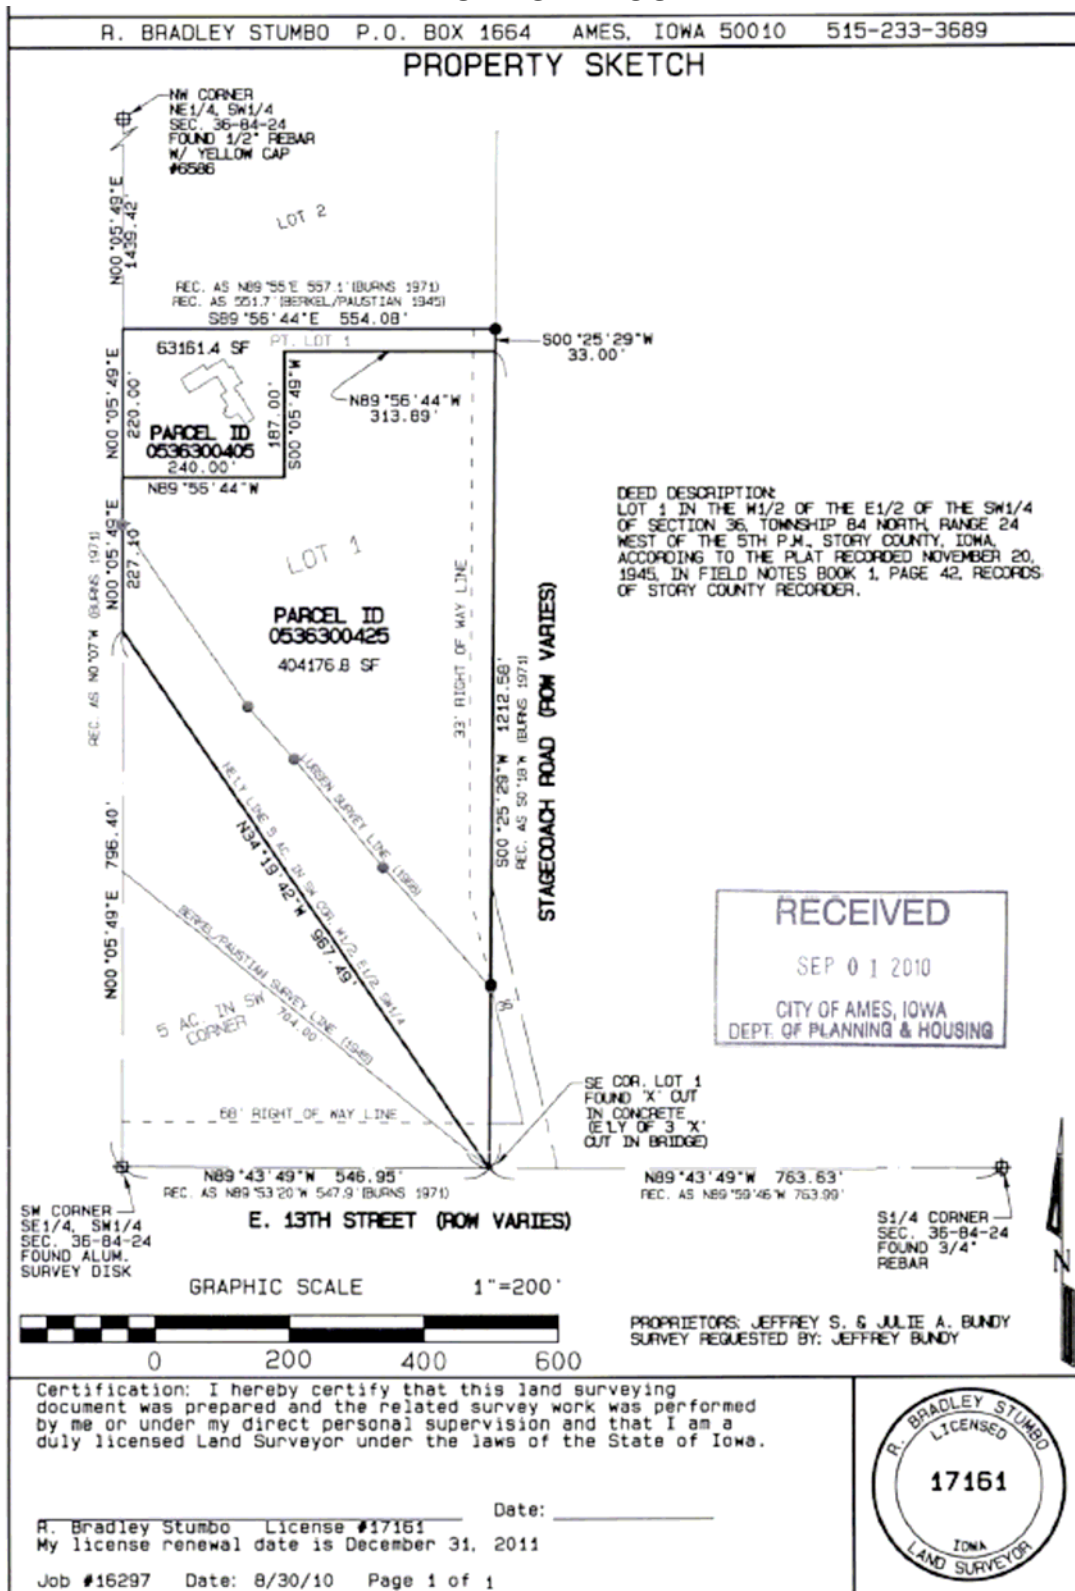 R. BRADLEY STUMBO P.O. BOX 1664 AMES, IOWA 50010 515-233-3689
PROPERTY SKETCH
NW CORNER
NE1/4, SW1/4
SEC. 36-84-24
FOUND 1/2" REBAR
W/ YELLOW CAP
#6586
N00°05'49"E
1439.42'
LOT 2
REC. AS N89°55'E 557.1' (BURNS 1971)
REC. AS 551.7' (BERKEL/PAUSTIAN 1945)
S89°56'44"E 554.08'
PT. LOT 1
S00°25'29"W
33.00'
63161.4 SF
N00°05'49"E
220.00'
PARCEL ID
0536300405
240.00'
N89°56'44"W
187.00'
S00°05'49"W
N89°56'44"W
313.89'
DEED DESCRIPTION:
LOT 1 IN THE W1/2 OF THE E1/2 OF THE SW1/4
OF SECTION 36, TOWNSHIP 84 NORTH, RANGE 24
WEST OF THE 5TH P.M., STORY COUNTY, IOWA,
ACCORDING TO THE PLAT RECORDED NOVEMBER 20,
1945, IN FIELD NOTES BOOK 1, PAGE 42, RECORDS
OF STORY COUNTY RECORDER.
N00°05'49"E
227.10'
REC. AS N0°07'W (BURNS 1971)
LOT 1
PARCEL ID
0536300425
404176.8 SF
33' RIGHT OF WAY LINE
S00°25'29"W 1212.58'
REC. AS S0°18'W (BURNS 1971)
STAGECOACH ROAD (ROW VARIES)
LURSEN SURVEY LINE (1966)
NE'LY LINE 5 AC. IN SW COR. W1/2, E1/2, SW1/4
N34°19'42"W 967.49'
N00°05'49"E 796.40'
BERKEL/PAUSTIAN SURVEY LINE (1945)
704.00'
5 AC. IN SW
CORNER
RECEIVED
SEP 01 2010
CITY OF AMES, IOWA
DEPT. OF PLANNING & HOUSING
SE COR. LOT 1
FOUND 'X' CUT
IN CONCRETE
(E'LY OF 3 'X'
CUT IN BRIDGE)
68' RIGHT OF WAY LINE
N89°43'49"W 546.95'
REC. AS N89°53'20"W 547.9' (BURNS 1971)
N89°43'49"W 763.63'
REC. AS N89°59'46"W 763.99'
SW CORNER
SE1/4, SW1/4
SEC. 36-84-24
FOUND ALUM.
SURVEY DISK
E. 13TH STREET (ROW VARIES)
S1/4 CORNER
SEC. 36-84-24
FOUND 3/4"
REBAR
N
GRAPHIC SCALE 1"=200'
0 200 400 600
PROPRIETORS: JEFFREY S. & JULIE A. BUNDY
SURVEY REQUESTED BY: JEFFREY BUNDY
Certification: I hereby certify that this land surveying
document was prepared and the related survey work was performed
by me or under my direct personal supervision and that I am a
duly licensed Land Surveyor under the laws of the State of Iowa.
Date:
R. Bradley Stumbo License #17161
My license renewal date is December 31, 2011
Job #16297 Date: 8/30/10 Page 1 of 1
R. BRADLEY STUMBO
LICENSED
17161
IOWA
LAND SURVEYOR